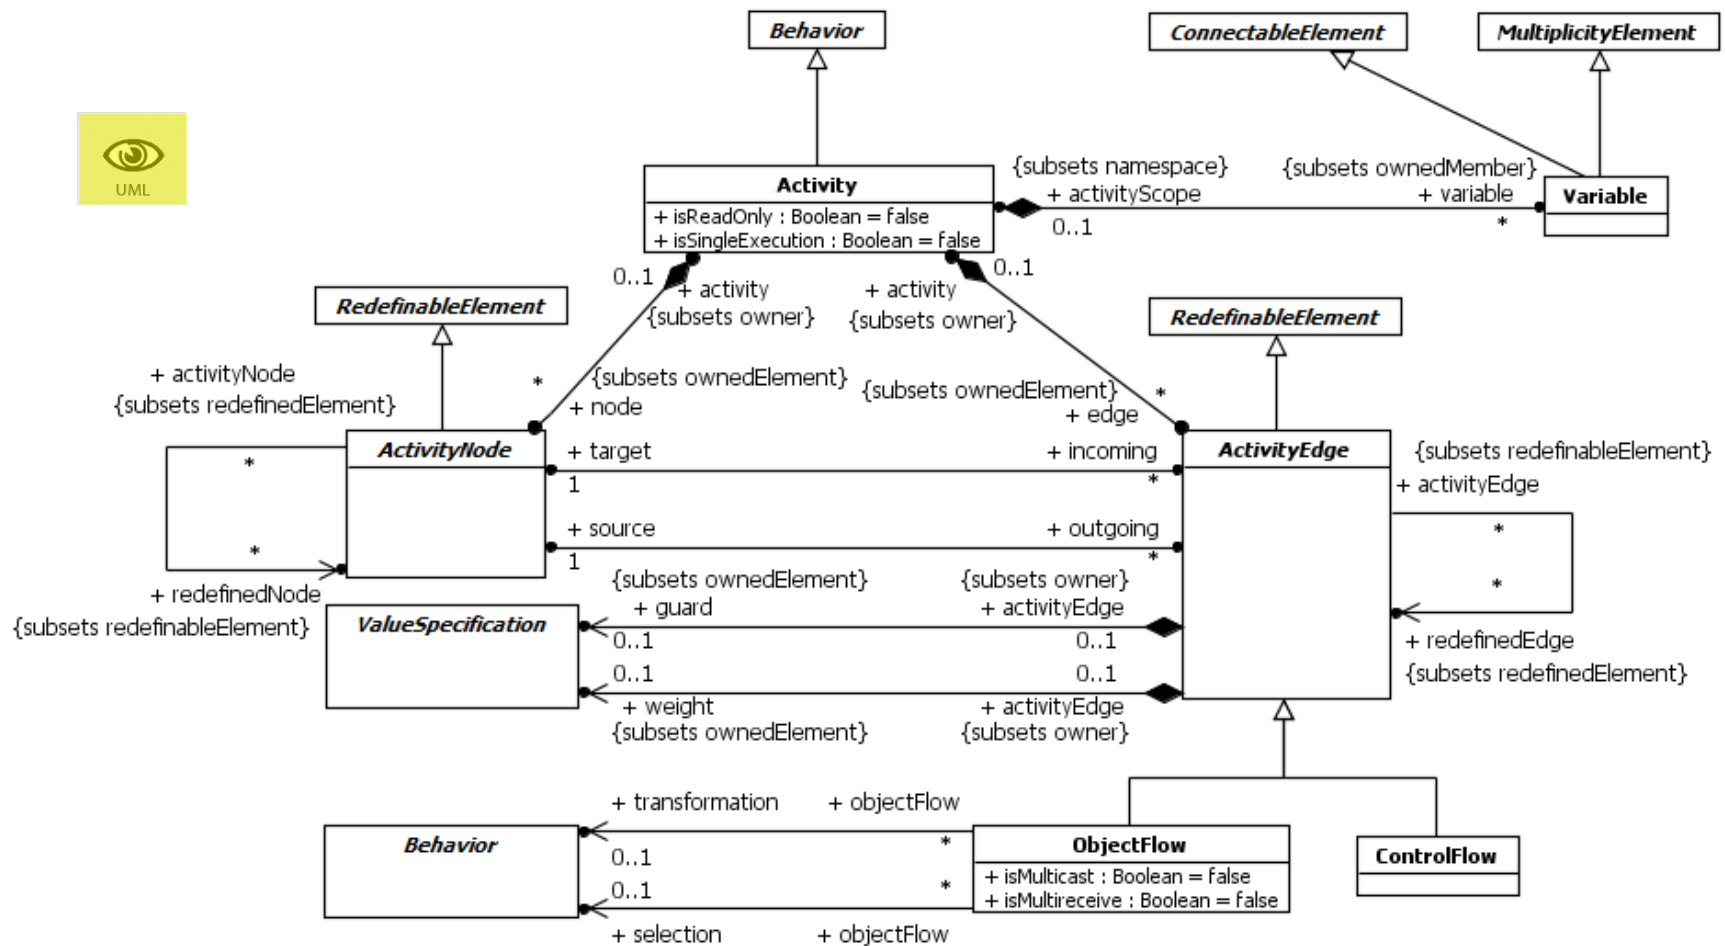 Behavior
ConnectableElement
MultiplicityElement
UML
Activity
+ isReadOnly : Boolean = false
+ isSingleExecution : Boolean = false
{subsets namespace}
+ activityScope
0..1
{subsets ownedMember}
+ variable
*
Variable
0..1
+ activity
{subsets owner}
0..1
+ activity
{subsets owner}
RedefinableElement
RedefinableElement
+ activityNode
{subsets redefinedElement}
*
{subsets ownedElement}
+ node
{subsets ownedElement}
*
+ edge
ActivityNode
*
*
+ redefinedNode
{subsets redefinableElement}
+ target
1
+ incoming
*
+ source
1
+ outgoing
*
ActivityEdge
{subsets redefinableElement}
+ activityEdge
*
*
+ redefinedEdge
{subsets redefinedElement}
{subsets ownedElement}
+ guard
0..1
{subsets owner}
+ activityEdge
0..1
ValueSpecification
0..1
+ weight
{subsets ownedElement}
0..1
+ activityEdge
{subsets owner}
+ transformation
0..1
+ objectFlow
*
Behavior
0..1
+ selection
*
+ objectFlow
ObjectFlow
+ isMulticast : Boolean = false
+ isMultireceive : Boolean = false
ControlFlow